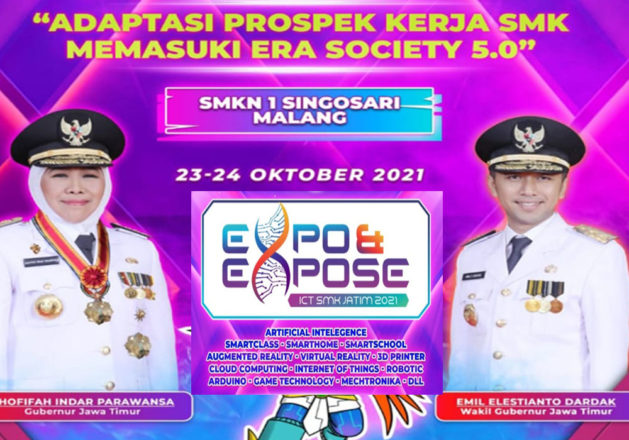 "ADAPTASI PROSPEK KERJA SMK
MEMASUKI ERA SOCIETY 5.0"
SMKN 1 SINGOSARI
MALANG
23-24 OKTOBER 2021
EXPO &
EXPOSE
ICT SMK JATIM 2021
ARTIFICIAL INTELEGENCE
SMARTCLASS - SMARTHOME - SMARTSCHOOL
AUGMENTED REALITY - VIRTUAL REALITY - 3D PRINTER
CLOUD COMPUTING - INTERNET OF THINGS - ROBOTIC
ARDUINO - GAME TECHNOLOGY - MECHTRONIKA - DLL
HOFIFAH INDAR PARAWANSA
Gubernur Jawa Timur
EMIL ELESTIANTO DARDAK
Wakil Gubernur Jawa Timur